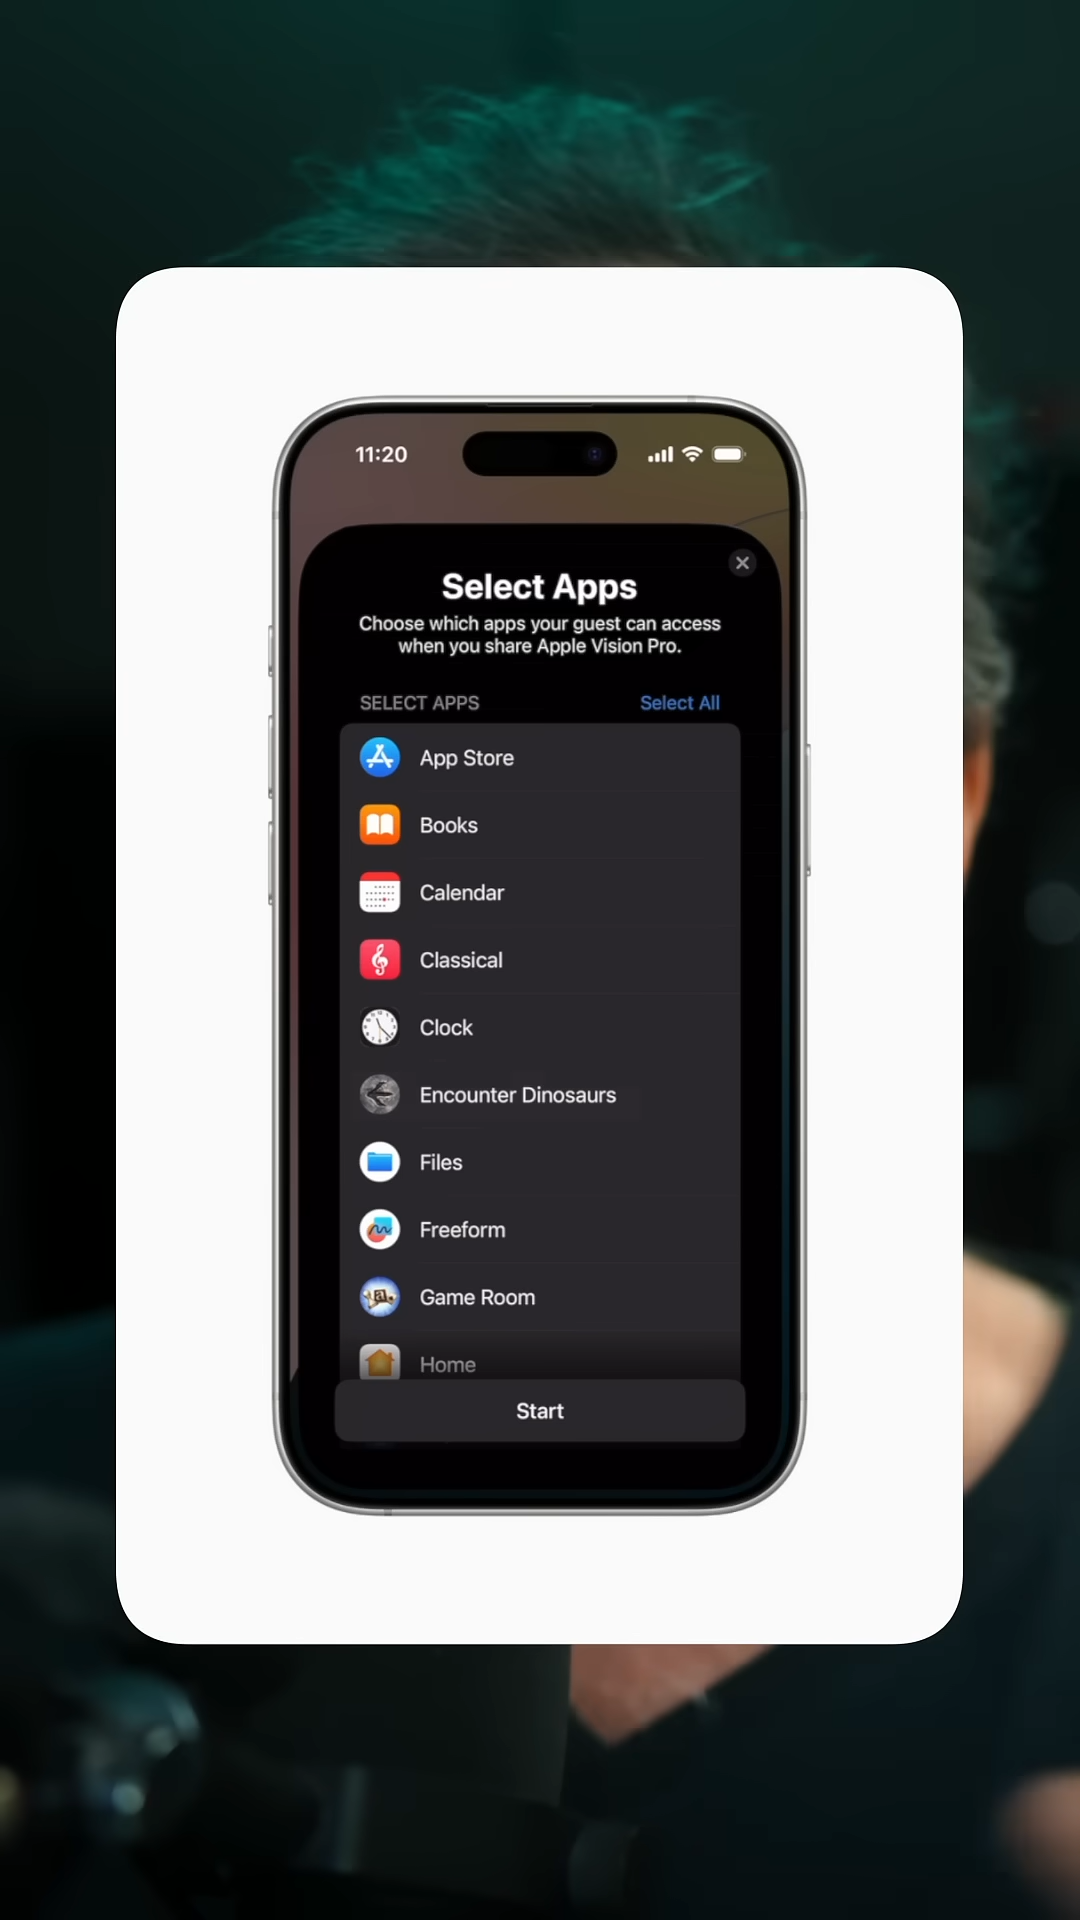 11:20
Select Apps
Choose which apps your guest can access
when you share Apple Vision Pro.
SELECT APPS Select All
App Store
Books
Calendar
Classical
Clock
Encounter Dinosaurs
Files
Freeform
Game Room
Home
Start